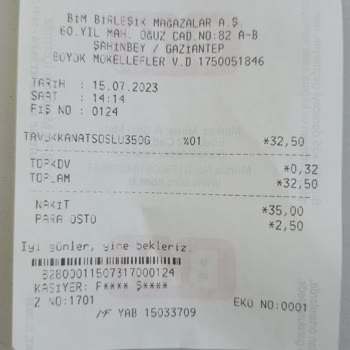 BİM BİRLEŞİK MAĞAZALAR A.Ş.
60.YIL MAH. OĞUZ CAD.NO:82 A-B
ŞAHİNBEY / GAZİANTEP
BÜYÜK MÜKELLEFLER V.D 1750051846
TARİH : 15.07.2023
SAAT : 14:14
FİŞ NO : 0124
TAVUKKANATSOSLU350G %01 *32,50
TOPKDV *0,32
TOPLAM *32,50
NAKİT *35,00
PARA ÜSTÜ *2,50
İyi günler, yine bekleriz.
B2800011507317000124
KASİYER: F**** Ş****
Z NO:1701 EKÜ NO:0001
MF YAB 15033709